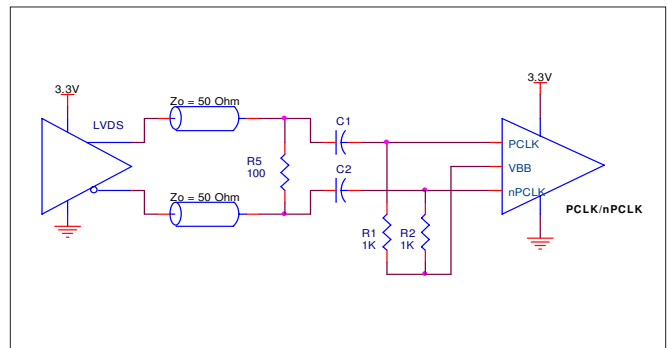 3.3V
3.3V
Zo = 50 Ohm
LVDS
C1
PCLK
R5
100
VBB
C2
nPCLK
Zo = 50 Ohm
PCLK/nPCLK
R1
1K
R2
1K